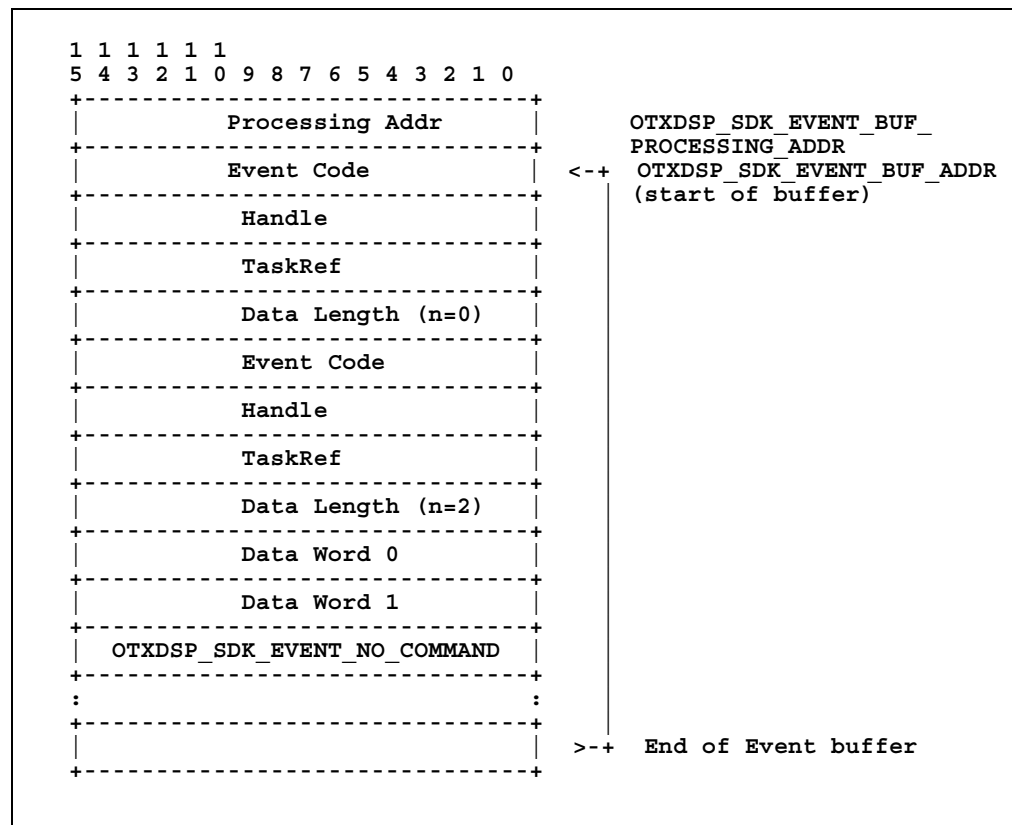 1 1 1 1 1 1
5 4 3 2 1 0 9 8 7 6 5 4 3 2 1 0
+-------------------------------+
| Processing Addr | OTXDSP_SDK_EVENT_BUF_
+-------------------------------+ PROCESSING_ADDR
| Event Code | <-+ OTXDSP_SDK_EVENT_BUF_ADDR
+-------------------------------+ | (start of buffer)
| Handle | |
+-------------------------------+ |
| TaskRef | |
+-------------------------------+ |
| Data Length (n=0) | |
+-------------------------------+ |
| Event Code | |
+-------------------------------+ |
| Handle | |
+-------------------------------+ |
| TaskRef | |
+-------------------------------+ |
| Data Length (n=2) | |
+-------------------------------+ |
| Data Word 0 | |
+-------------------------------+ |
| Data Word 1 | |
+-------------------------------+ |
| OTXDSP_SDK_EVENT_NO_COMMAND | |
+-------------------------------+ |
: : |
+-------------------------------+ |
| | >-+ End of Event buffer
+-------------------------------+